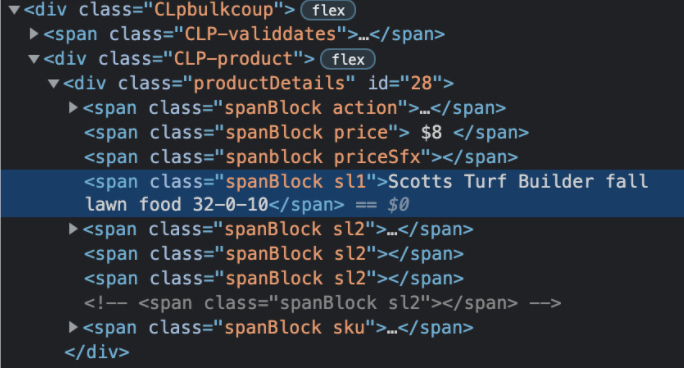 ▼<div class="CLpbulkcoup"> flex
▶<span class="CLP-validdates">…</span>
▼<div class="CLP-product"> flex
▼<div class="productDetails" id="28">
▶<span class="spanBlock action">…</span>
<span class="spanBlock price"> $8 </span>
<span class="spanblock priceSfx"></span>
<span class="spanBlock sl1">Scotts Turf Builder fall
lawn food 32-0-10</span> == $0
▶<span class="spanBlock sl2">…</span>
<span class="spanBlock sl2"></span>
<span class="spanBlock sl2"></span>
<!-- <span class="spanBlock sl2"></span> -->
▶<span class="spanBlock sku">…</span>
</div>